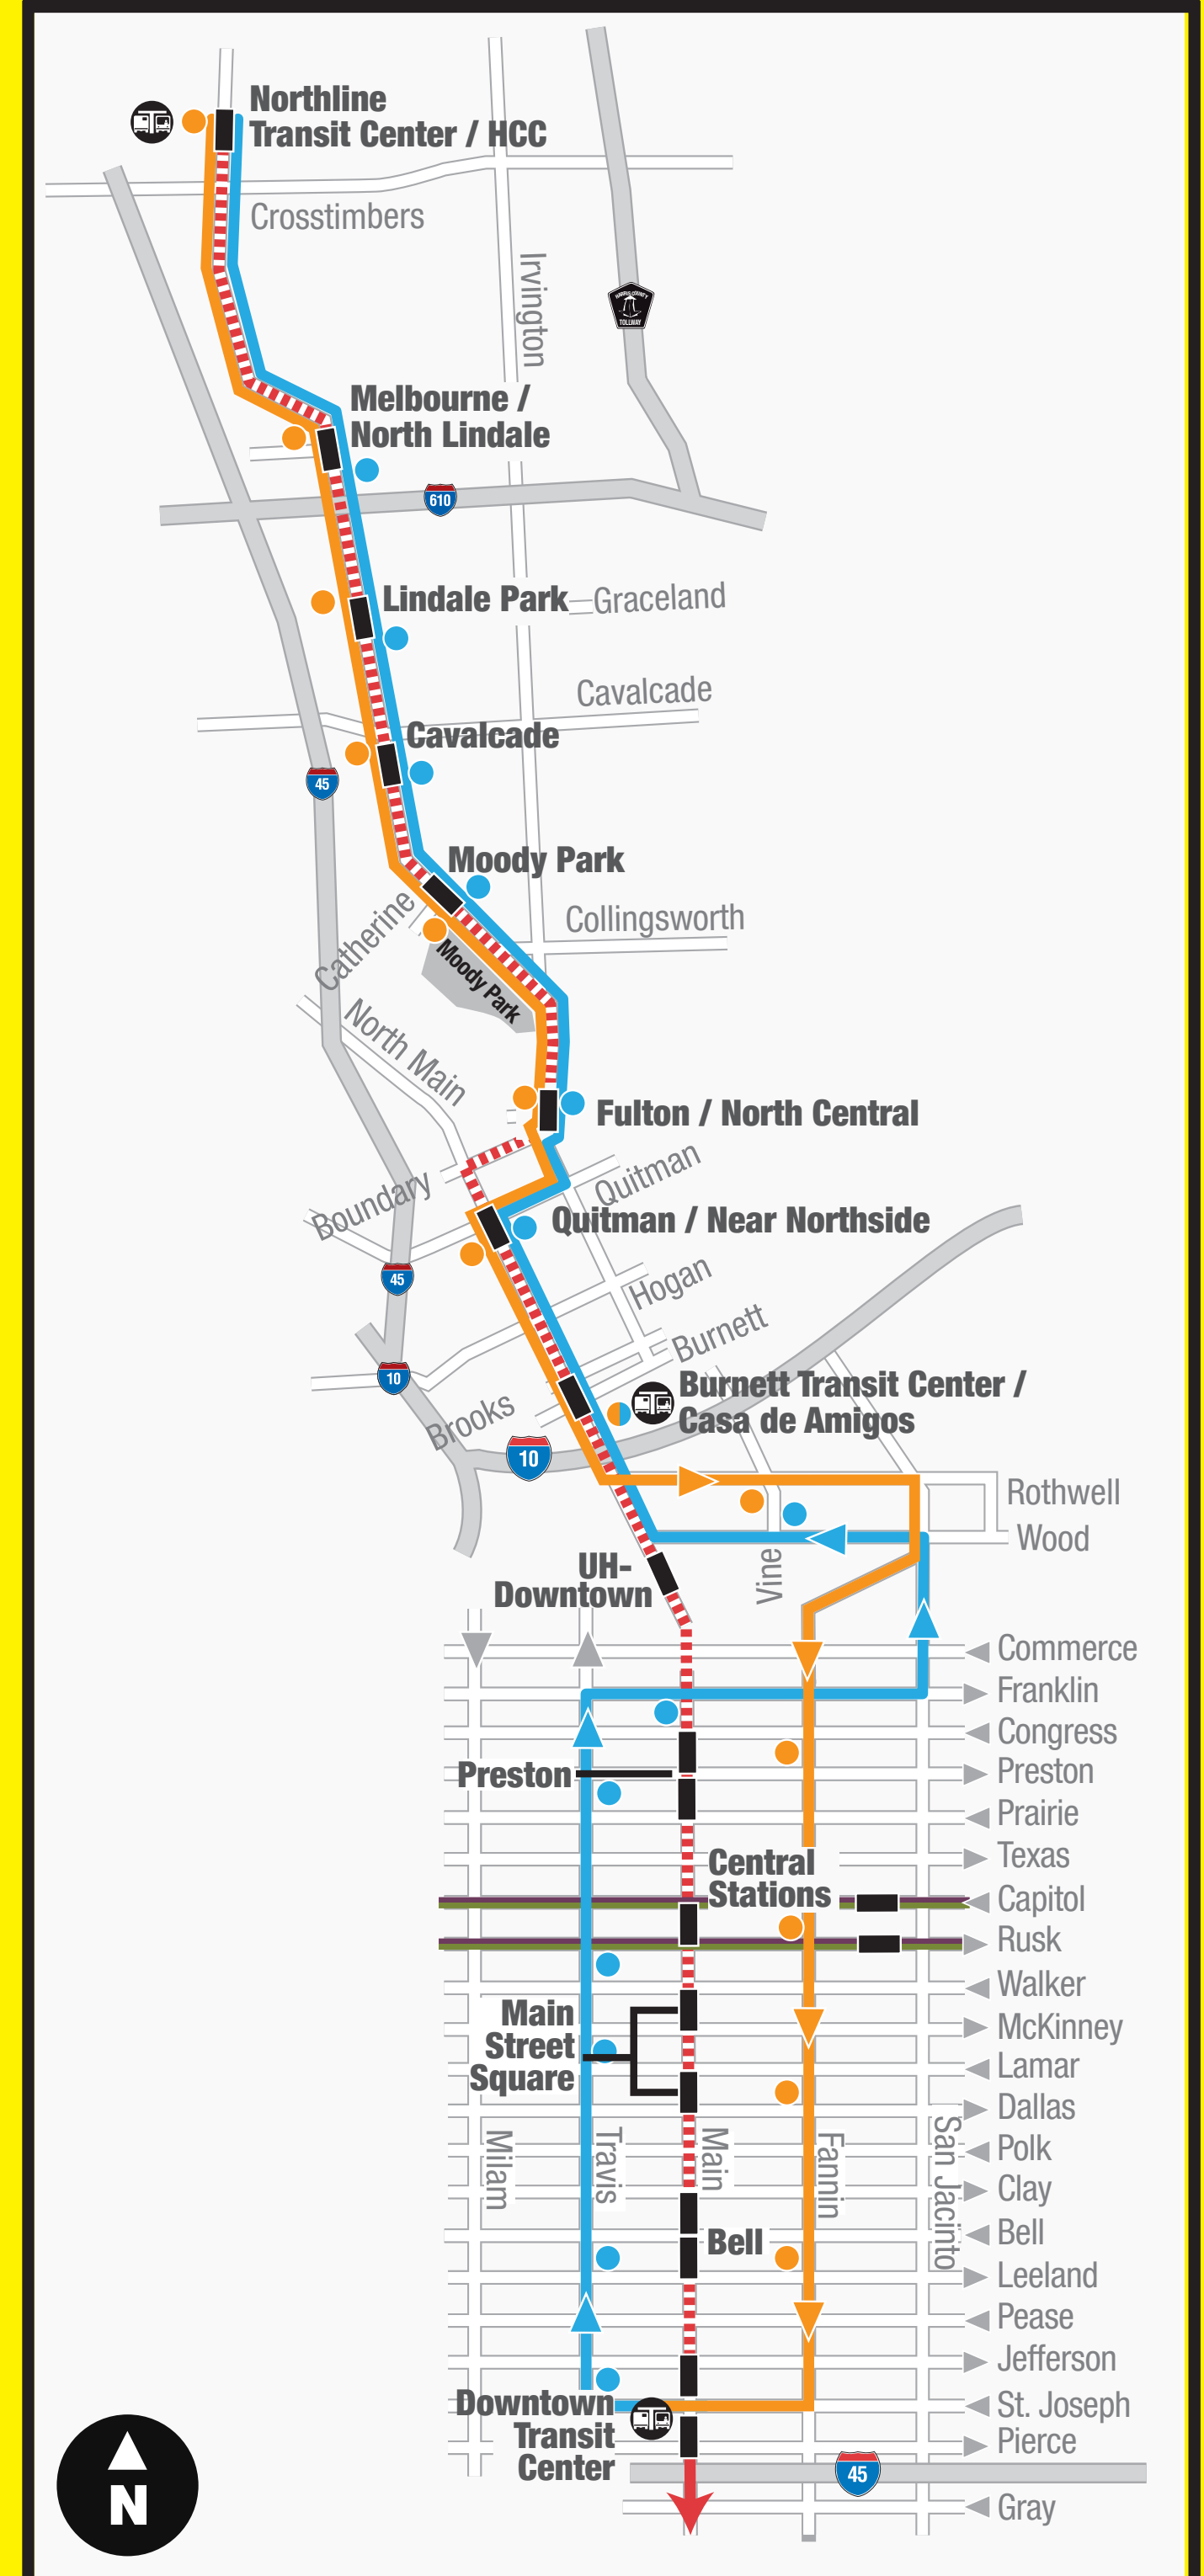 Northline
Transit Center / HCC
Crosstimbers
Irvington
HARRIS COUNTY
TOLLWAY
Melbourne /
North Lindale
610
Lindale Park
Graceland
Cavalcade
Cavalcade
45
Moody Park
Collingsworth
Catherine
Moody Park
North Main
Fulton / North Central
Quitman
Boundary
Quitman / Near Northside
45
Hogan
Burnett
10
Burnett Transit Center /
Casa de Amigos
Brooks
10
Rothwell
Wood
Vine
UH-
Downtown
Commerce
Franklin
Congress
Preston
Preston
Prairie
Texas
Central
Stations
Capitol
Rusk
Walker
Main
Street
Square
McKinney
Lamar
Dallas
Milam
Travis
Main
Fannin
San Jacinto
Polk
Clay
Bell
Bell
Leeland
Pease
Jefferson
Downtown
Transit
Center
St. Joseph
Pierce
45
Gray
N